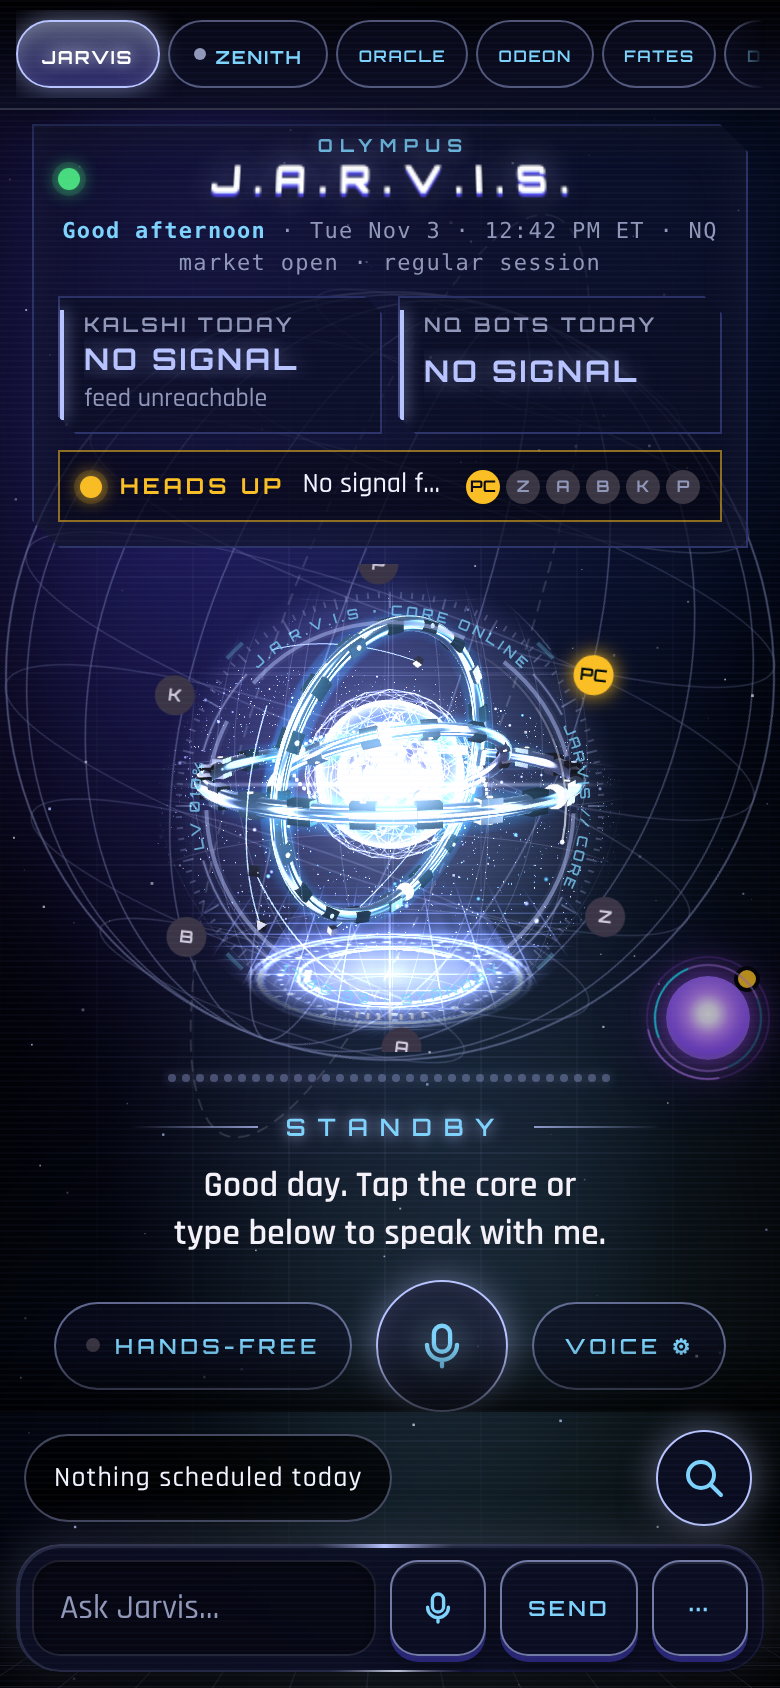 JARVIS
ZENITH
ORACLE
ODEON
FATES
OLYMPUS
J.A.R.V.I.S.
Good afternoon · Tue Nov 3 · 12:42 PM ET · NQ
market open · regular session
KALSHI TODAY
NO SIGNAL
feed unreachable
NQ BOTS TODAY
NO SIGNAL
HEADS UP No signal f... PC Z A B K P
J.A.R.V.I.S · CORE ONLINE
PC
K
JARVIS // CORE
Z
B
STANDBY
Good day. Tap the core or
type below to speak with me.
HANDS-FREE
VOICE ⚙
Nothing scheduled today
Ask Jarvis...
SEND
...